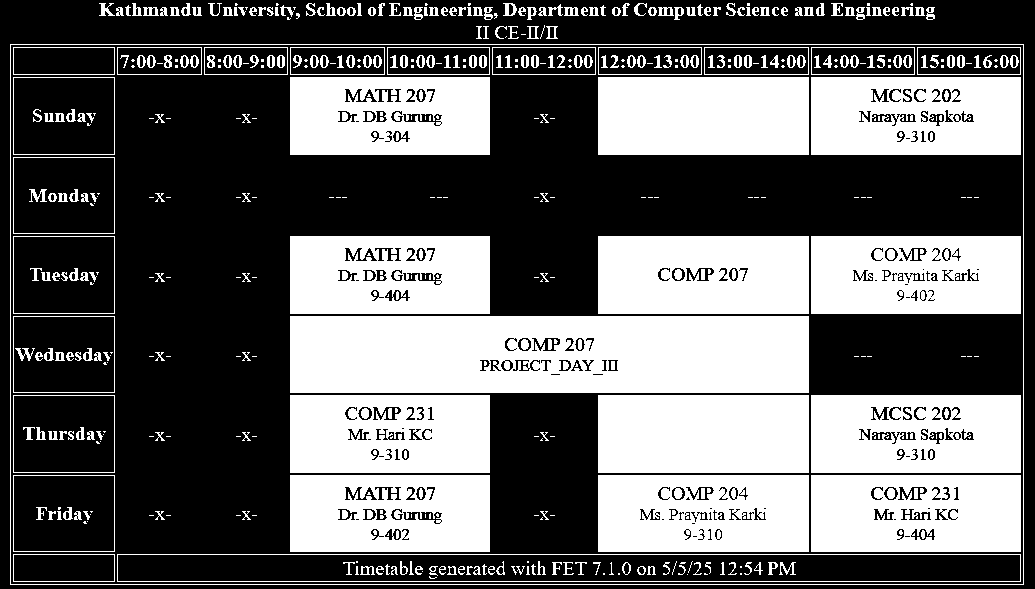 Kathmandu University, School of Engineering, Department of Computer Science and Engineering
II CE-II/II
7:00-8:00 8:00-9:00 9:00-10:00 10:00-11:00 11:00-12:00 12:00-13:00 13:00-14:00 14:00-15:00 15:00-16:00
Sunday -x- -x- MATH 207 Dr. DB Gurung 9-304 -x- MCSC 202 Narayan Sapkota 9-310
Monday -x- -x- --- --- -x- --- --- --- ---
Tuesday -x- -x- MATH 207 Dr. DB Gurung 9-404 -x- COMP 207 COMP 204 Ms. Praynita Karki 9-402
Wednesday -x- -x- COMP 207 PROJECT_DAY_III --- ---
Thursday -x- -x- COMP 231 Mr. Hari KC 9-310 -x- MCSC 202 Narayan Sapkota 9-310
Friday -x- -x- MATH 207 Dr. DB Gurung 9-402 -x- COMP 204 Ms. Praynita Karki 9-310 COMP 231 Mr. Hari KC 9-404
Timetable generated with FET 7.1.0 on 5/5/25 12:54 PM